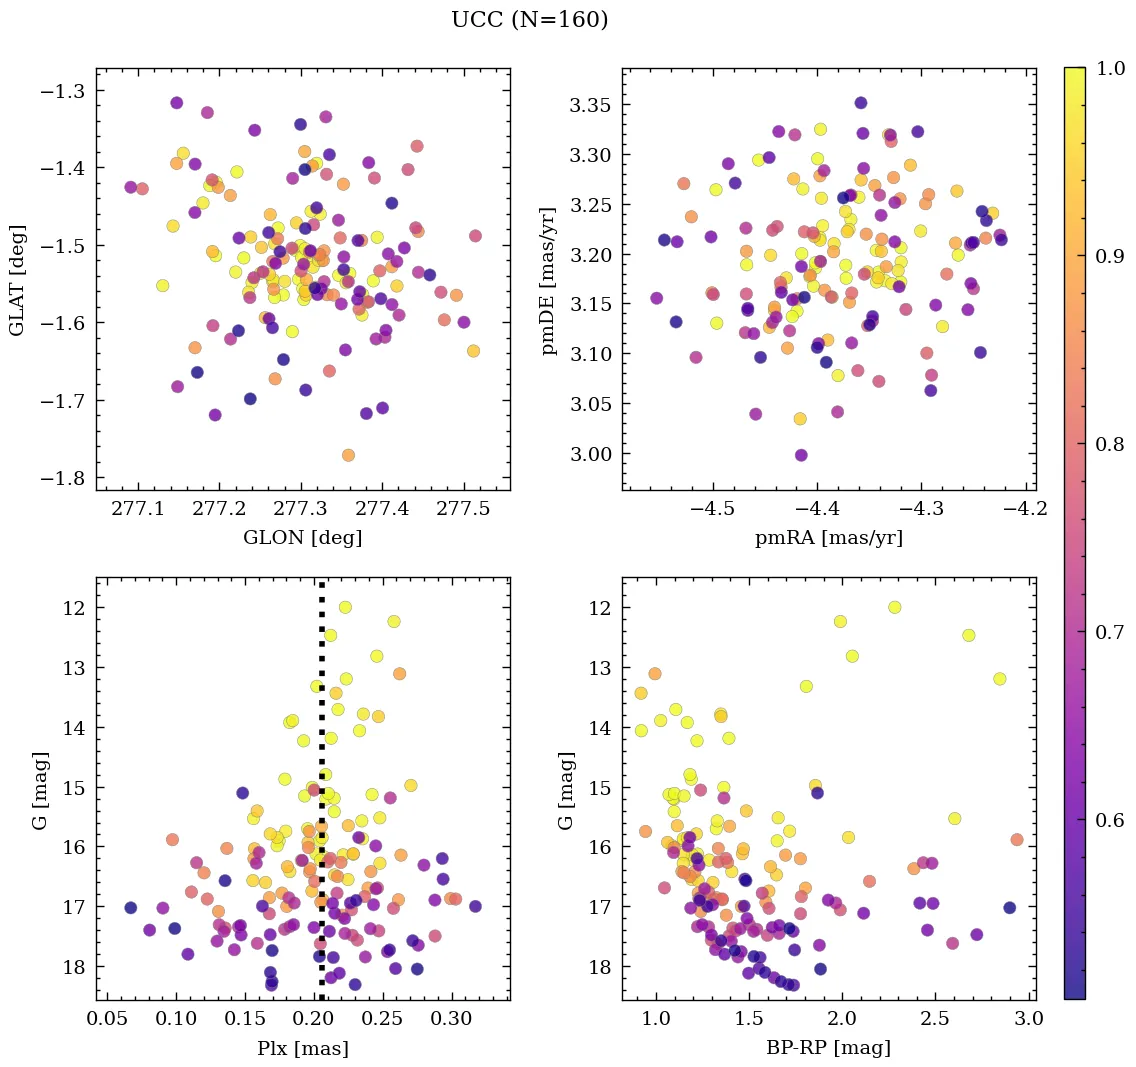 UCC (N=160)
−1.3
−1.4
−1.5
−1.6
−1.7
−1.8
GLAT [deg]
277.1 277.2 277.3 277.4 277.5
GLON [deg]
3.35
3.30
3.25
3.20
3.15
3.10
3.05
3.00
pmDE [mas/yr]
−4.5 −4.4 −4.3 −4.2
pmRA [mas/yr]
12
13
14
15
16
17
18
G [mag]
0.05 0.10 0.15 0.20 0.25 0.30
Plx [mas]
12
13
14
15
16
17
18
G [mag]
1.0 1.5 2.0 2.5 3.0
BP-RP [mag]
1.0
0.9
0.8
0.7
0.6